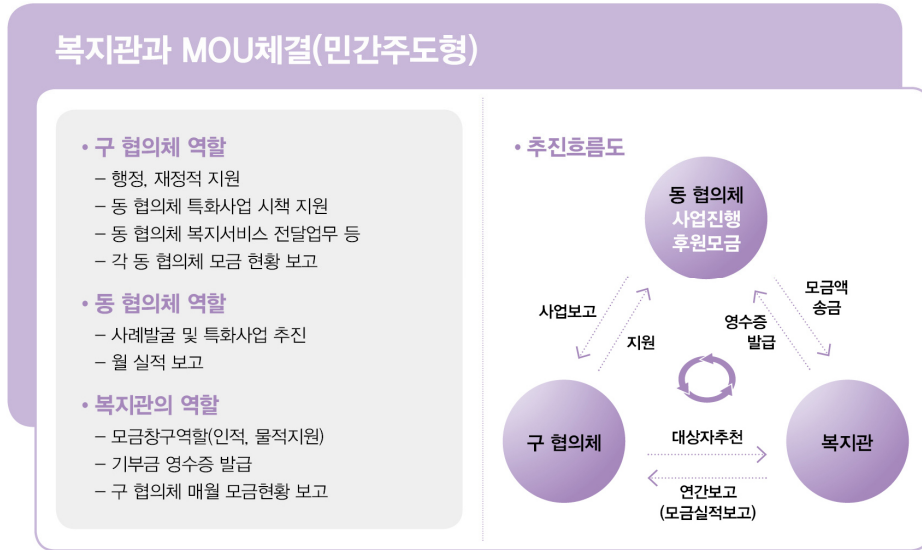 복지관과 MOU체결(민간주도형)
• 구 협의체 역할
– 행정, 재정적 지원
– 동 협의체 특화사업 시책 지원
– 동 협의체 복지서비스 전달업무 등
– 각 동 협의체 모금 현황 보고
• 동 협의체 역할
– 사례발굴 및 특화사업 추진
– 월 실적 보고
• 복지관의 역할
– 모금창구역할(인적, 물적지원)
– 기부금 영수증 발급
– 구 협의체 매월 모금현황 보고
• 추진흐름도
동 협의체
사업진행
후원모금
사업보고
지원
영수증
발급
모금액
송금
구 협의체
대상자추천
연간보고
(모금실적보고)
복지관